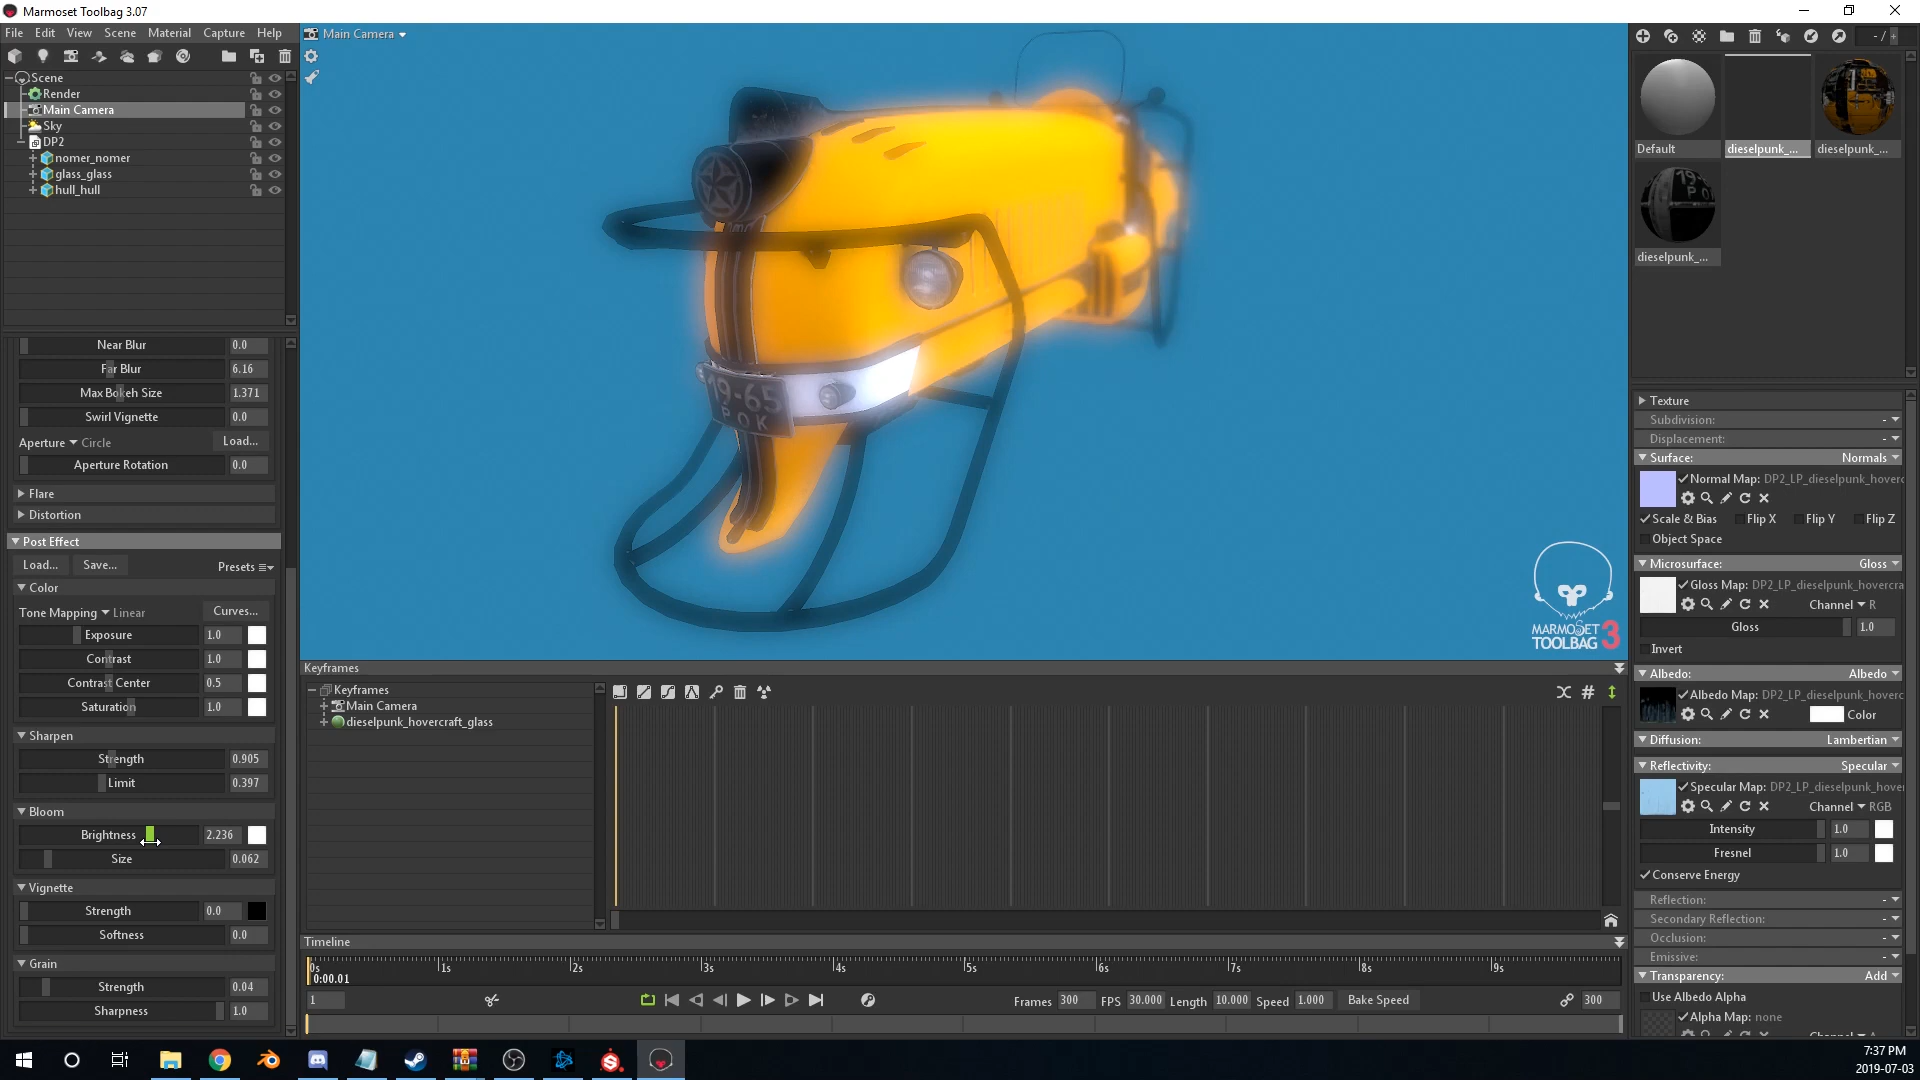 Marmoset Toolbag 3.07
File Edit View Scene Material Capture Help
Scene
Render
Main Camera
Sky
DP2
nomer_nomer
glass_glass
hull_hull
Near Blur 0.0
Far Blur 6.16
Max Bokeh Size 1.371
Swirl Vignette 0.0
Aperture Circle Load...
Aperture Rotation 0.0
Flare
Distortion
Post Effect
Load... Save... Presets
Color
Tone Mapping Linear Curves...
Exposure 1.0
Contrast 1.0
Contrast Center 0.5
Saturation 1.0
Sharpen
Strength 0.905
Limit 0.397
Bloom
Brightness 2.236
Size 0.062
Vignette
Strength 0.0
Softness 0.0
Grain
Strength 0.04
Sharpness 1.0
Main Camera
19-65
POK
MARMOSET
TOOLBAG 3
Keyframes
Keyframes
Main Camera
dieselpunk_hovercraft_glass
Timeline
0s 1s 2s 3s 4s 5s 6s 7s 8s 9s
0:00.01
1 Frames 300 FPS 30.000 Length 10.000 Speed 1.000 Bake Speed 300
- / +
Default dieselpunk_... dieselpunk_...
19-
PO
dieselpunk_...
Texture
Subdivision: -
Displacement: -
Surface: Normals
Normal Map: DP2_LP_dieselpunk_hoverc
Scale & Bias Flip X Flip Y Flip Z
Object Space
Microsurface: Gloss
Gloss Map: DP2_LP_dieselpunk_hovercra
Channel R
Gloss 1.0
Invert
Albedo: Albedo
Albedo Map: DP2_LP_dieselpunk_hoverc
Color
Diffusion: Lambertian
Reflectivity: Specular
Specular Map: DP2_LP_dieselpunk_hover
Channel RGB
Intensity 1.0
Fresnel 1.0
Conserve Energy
Reflection: -
Secondary Reflection: -
Occlusion: -
Emissive: -
Transparency: Add
Use Albedo Alpha
Alpha Map: none
Channel A
7:37 PM
2019-07-03